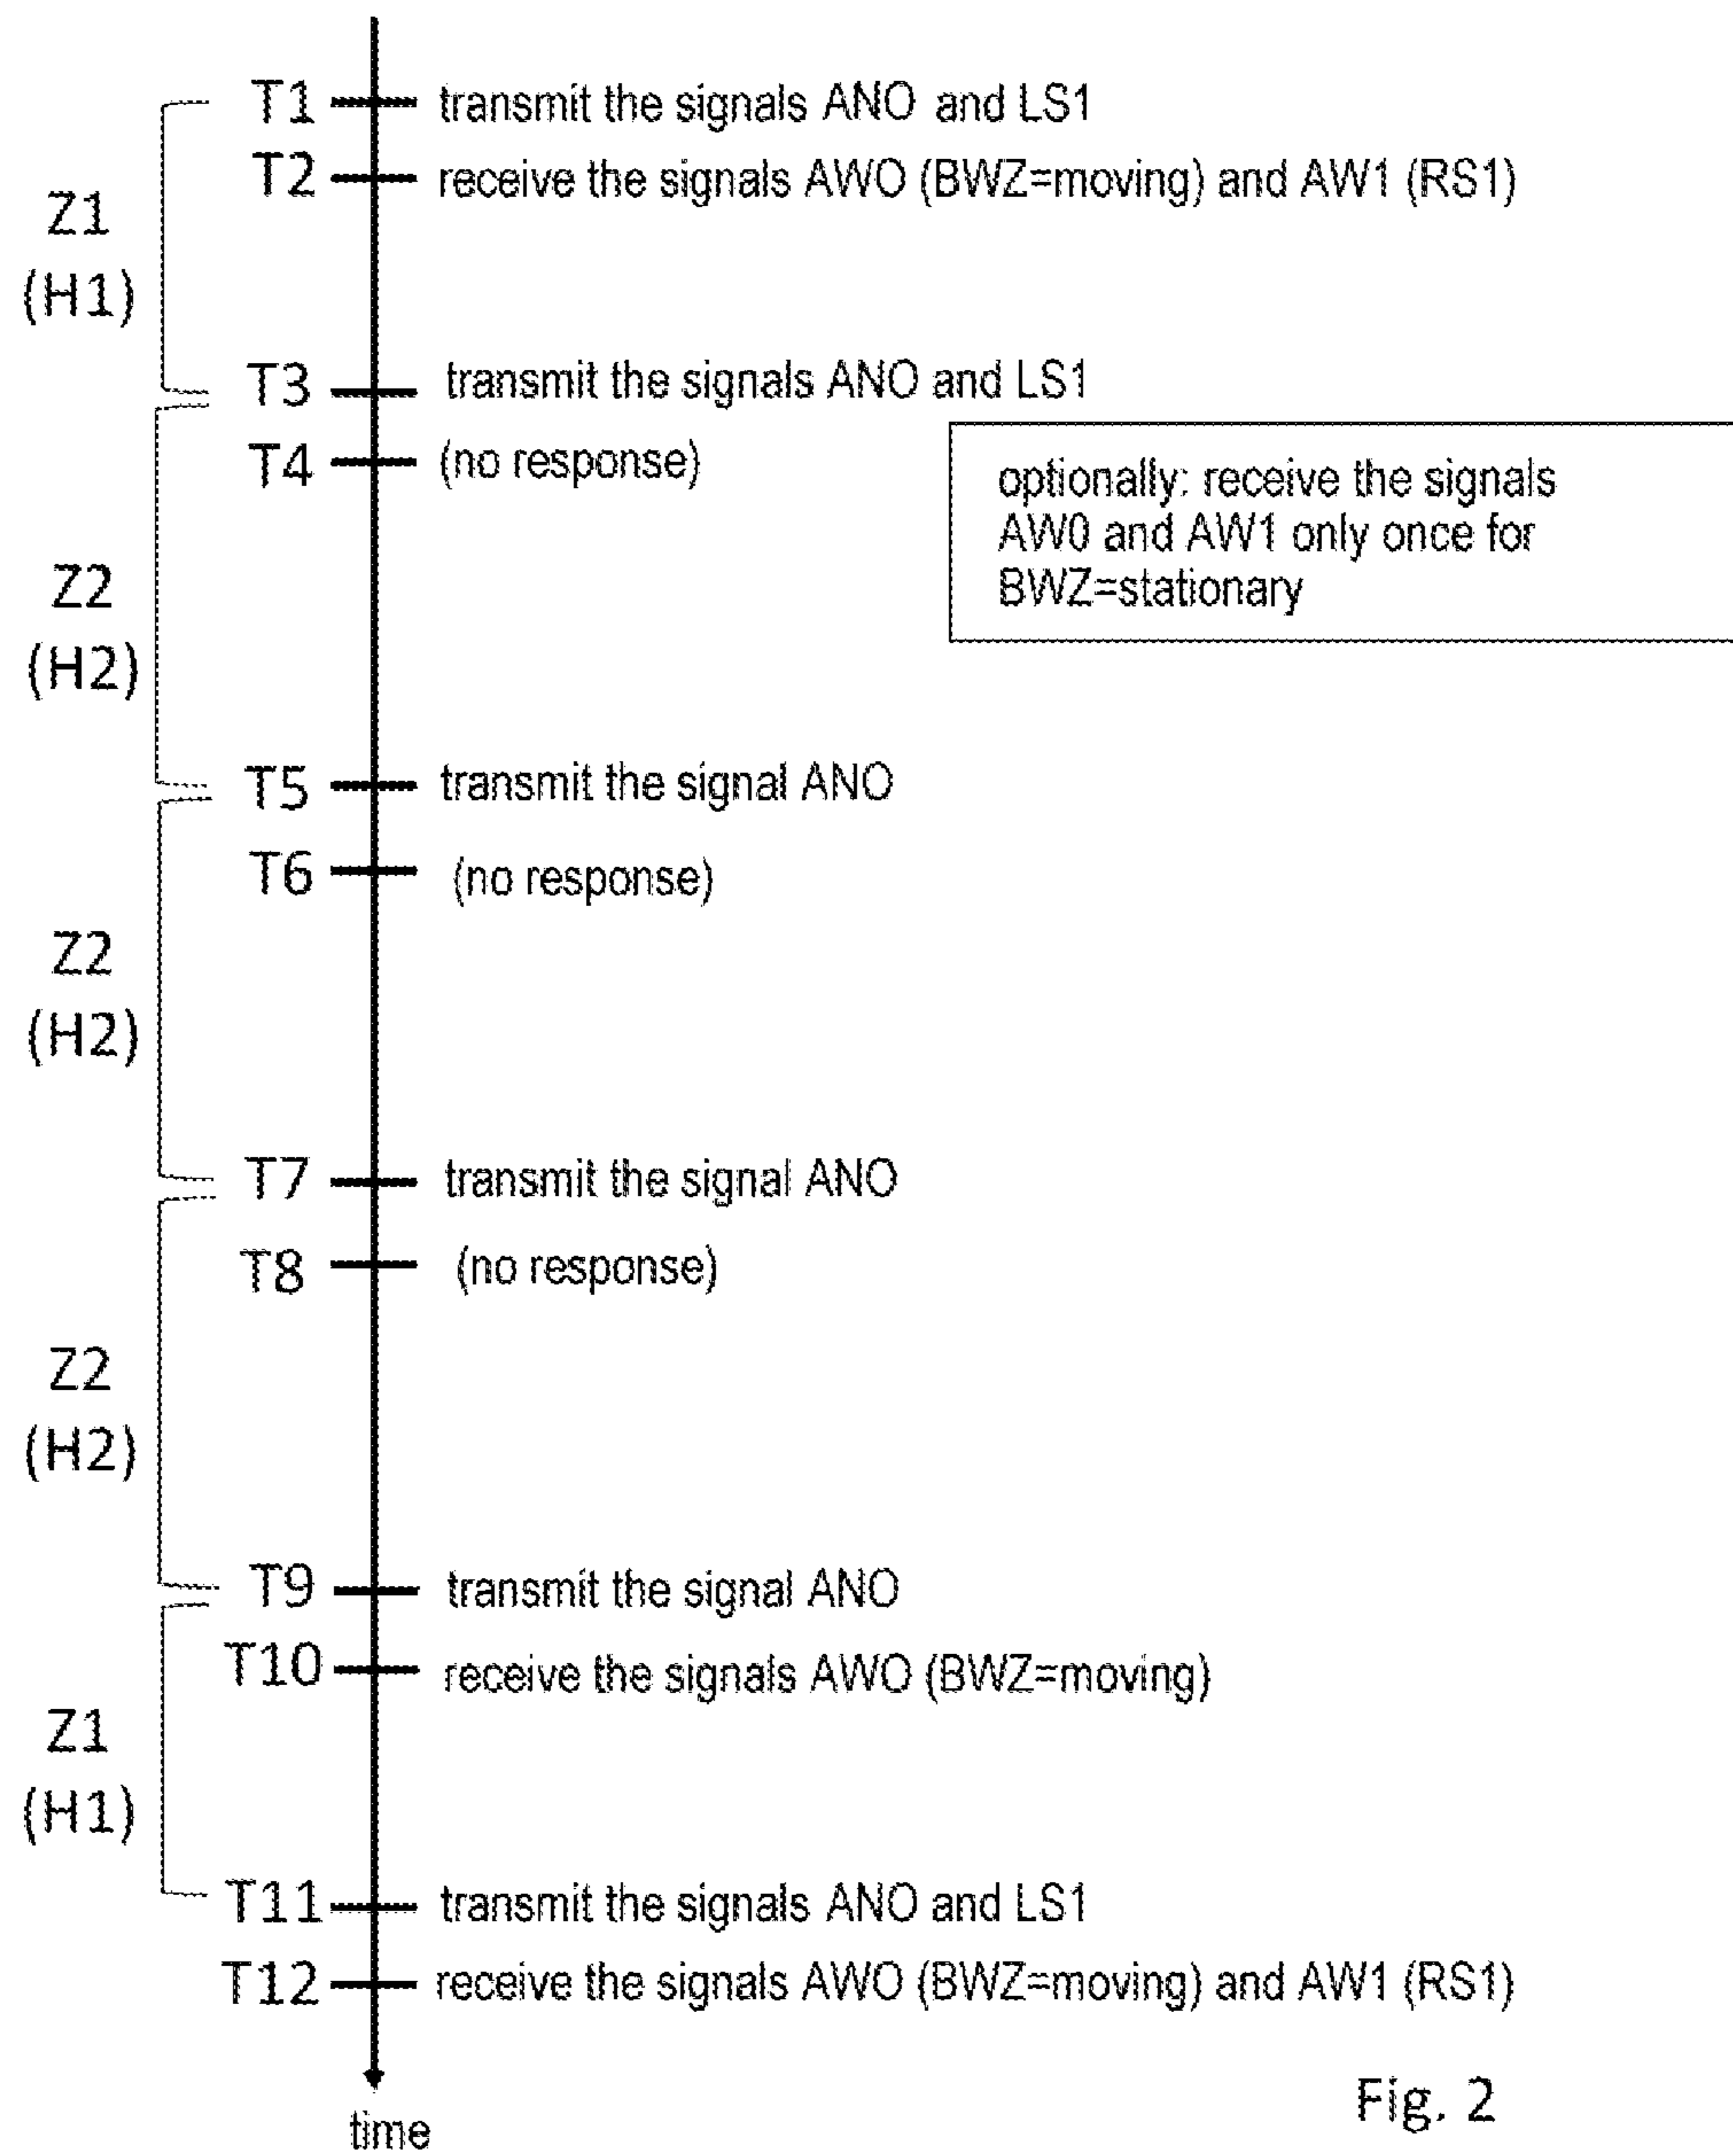 T1 transmit the signals ANO and LS1
T2 receive the signals AWO (BWZ=moving) and AW1 (RS1)
Z1
(H1)
T3 transmit the signals ANO and LS1
T4 (no response)
optionally: receive the signals
AW0 and AW1 only once for
BWZ=stationary
Z2
(H2)
T5 transmit the signal ANO
T6 (no response)
Z2
(H2)
T7 transmit the signal ANO
T8 (no response)
Z2
(H2)
T9 transmit the signal ANO
T10 receive the signals AWO (BWZ=moving)
Z1
(H1)
T11 transmit the signals ANO and LS1
T12 receive the signals AWO (BWZ=moving) and AW1 (RS1)
time
Fig. 2